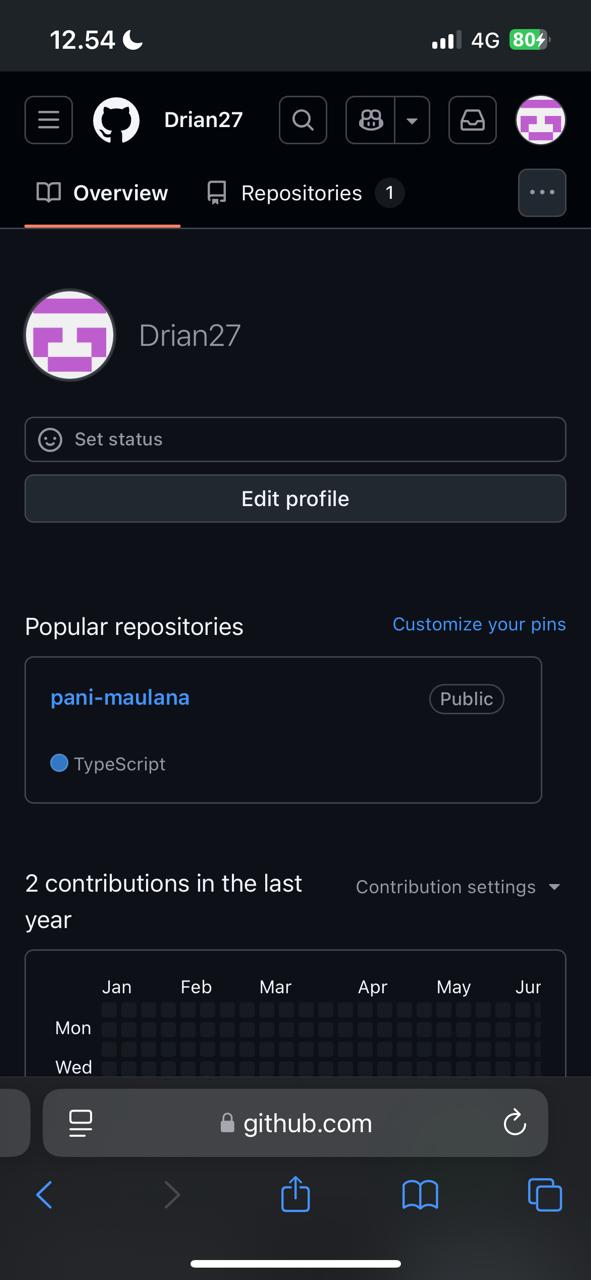 12.54 4G 80
Drian27
Overview Repositories 1
Drian27
Set status
Edit profile
Popular repositories Customize your pins
pani-maulana Public
TypeScript
2 contributions in the last
year
Contribution settings
Jan Feb Mar Apr May Jun
Mon
Wed
github.com